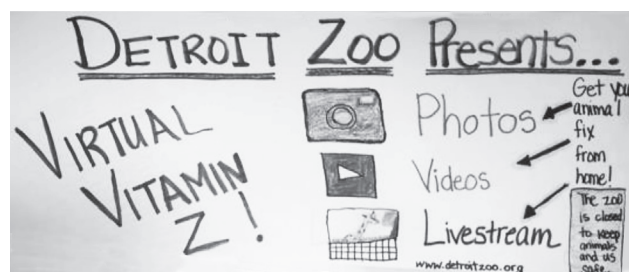 DETROIT ZOO Presents...
VIRTUAL
VITAMIN
Z!
Photos
Videos
Livestream
www.detroitzoo.org
Get you
animal
fix
from
home!
The zoo
is closed
to keep
animals
and us
safe.